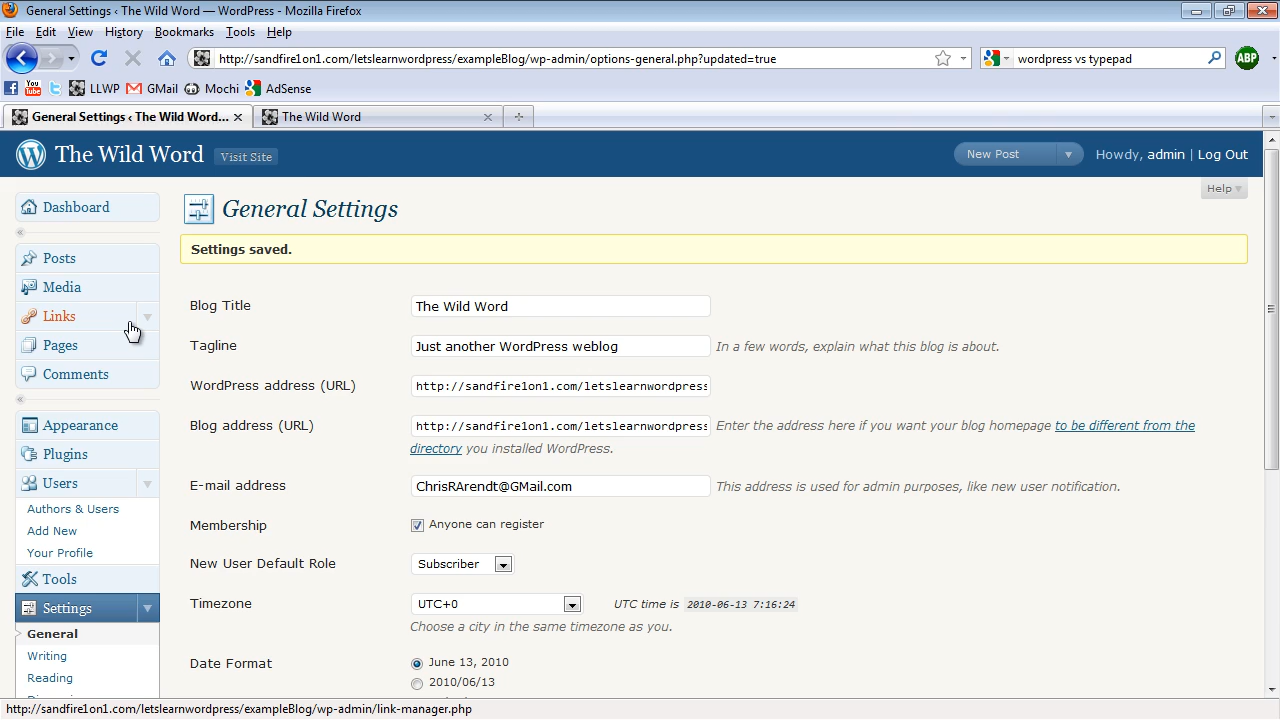 General Settings ‹ The Wild Word — WordPress - Mozilla Firefox
File Edit View History Bookmarks Tools Help
http://sandfire1on1.com/letslearnwordpress/exampleBlog/wp-admin/options-general.php?updated=true
wordpress vs typepad
ABP
You Tube
LLWP GMail Mochi AdSense
General Settings ‹ The Wild Word...
The Wild Word
The Wild Word Visit Site
New Post
Howdy, admin | Log Out
Help
Dashboard
Posts
Media
Links
Pages
Comments
Appearance
Plugins
Users
Authors & Users
Add New
Your Profile
Tools
Settings
General
Writing
Reading
General Settings
Settings saved.
Blog Title The Wild Word
Tagline Just another WordPress weblog In a few words, explain what this blog is about.
WordPress address (URL) http://sandfire1on1.com/letslearnwordpress
Blog address (URL) http://sandfire1on1.com/letslearnwordpress Enter the address here if you want your blog homepage to be different from the
directory you installed WordPress.
E-mail address ChrisRArendt@GMail.com This address is used for admin purposes, like new user notification.
Membership Anyone can register
New User Default Role Subscriber
Timezone UTC+0 UTC time is 2010-06-13 7:16:24
Choose a city in the same timezone as you.
Date Format June 13, 2010
2010/06/13
http://sandfire1on1.com/letslearnwordpress/exampleBlog/wp-admin/link-manager.php